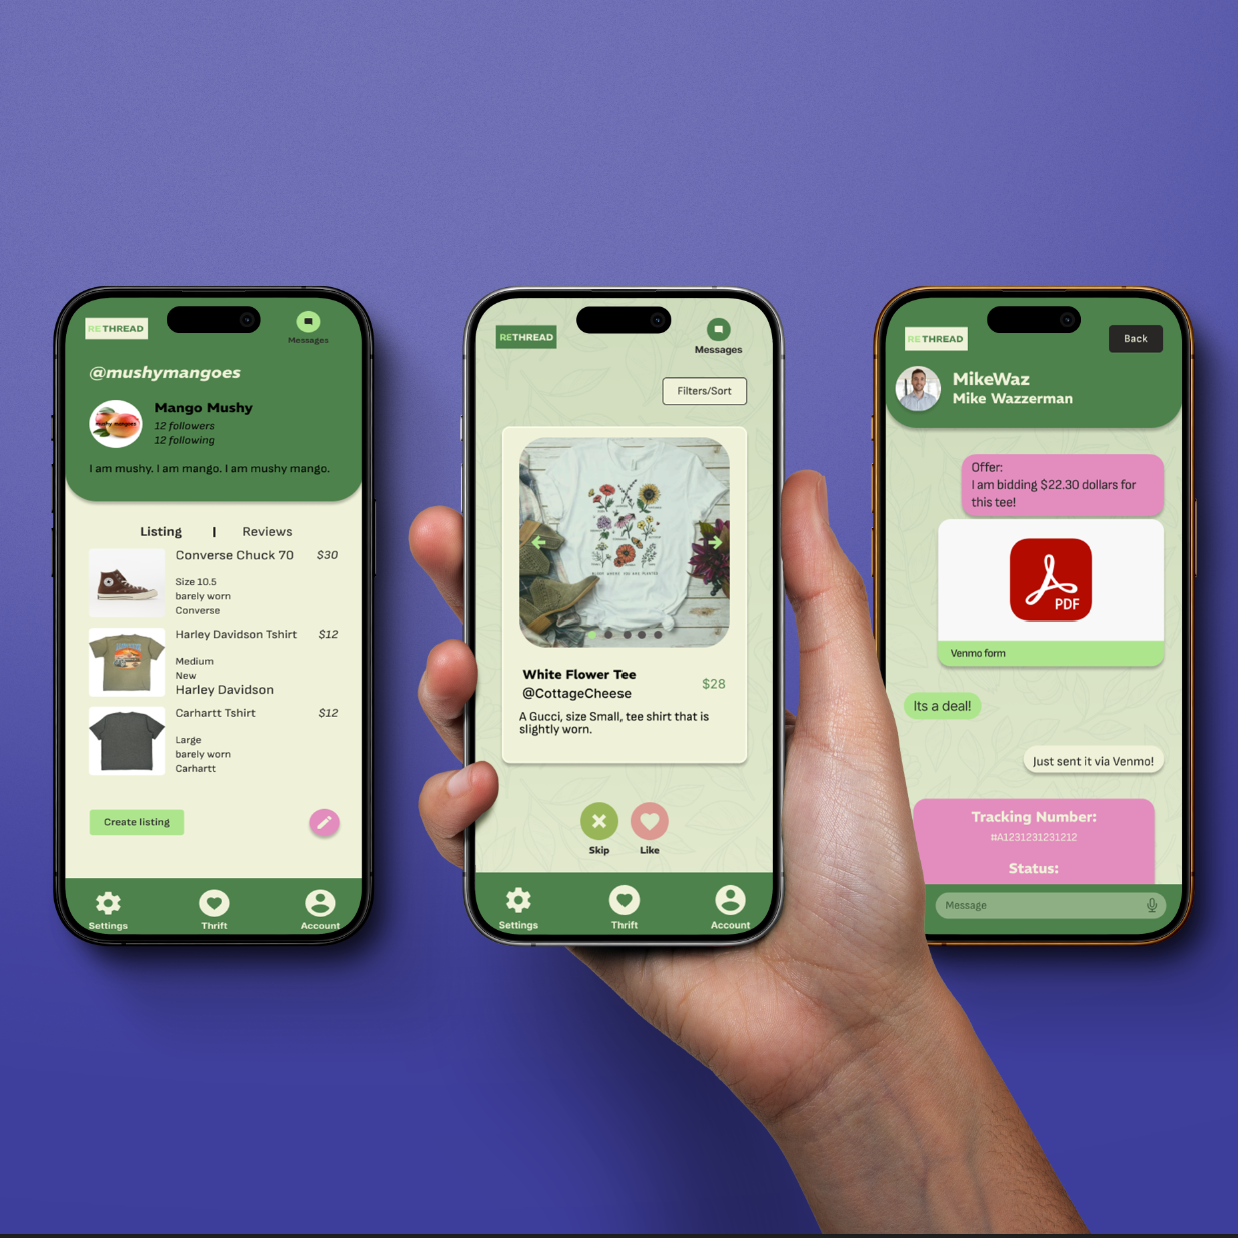 RETHREAD
Messages
@mushymangoes
mushy mangoes
Mango Mushy
12 followers
12 following
I am mushy. I am mango. I am mushy mango.
Listing | Reviews
Converse Chuck 70 $30
Size 10.5
barely worn
Converse
Harley Davidson Tshirt $12
Medium
New
Harley Davidson
Carhartt Tshirt $12
Large
barely worn
Carhartt
Create listing
Settings Thrift Account
RETHREAD
Messages
Filters/Sort
White Flower Tee
@CottageCheese
$28
A Gucci, size Small, tee shirt that is
slightly worn.
Skip Like
Settings Thrift Account
RETHREAD
Back
MikeWaz
Mike Wazzerman
Offer:
I am bidding $22.30 dollars for
this tee!
PDF
Venmo form
Its a deal!
Just sent it via Venmo!
Tracking Number:
#A1231231231212
Status:
Message